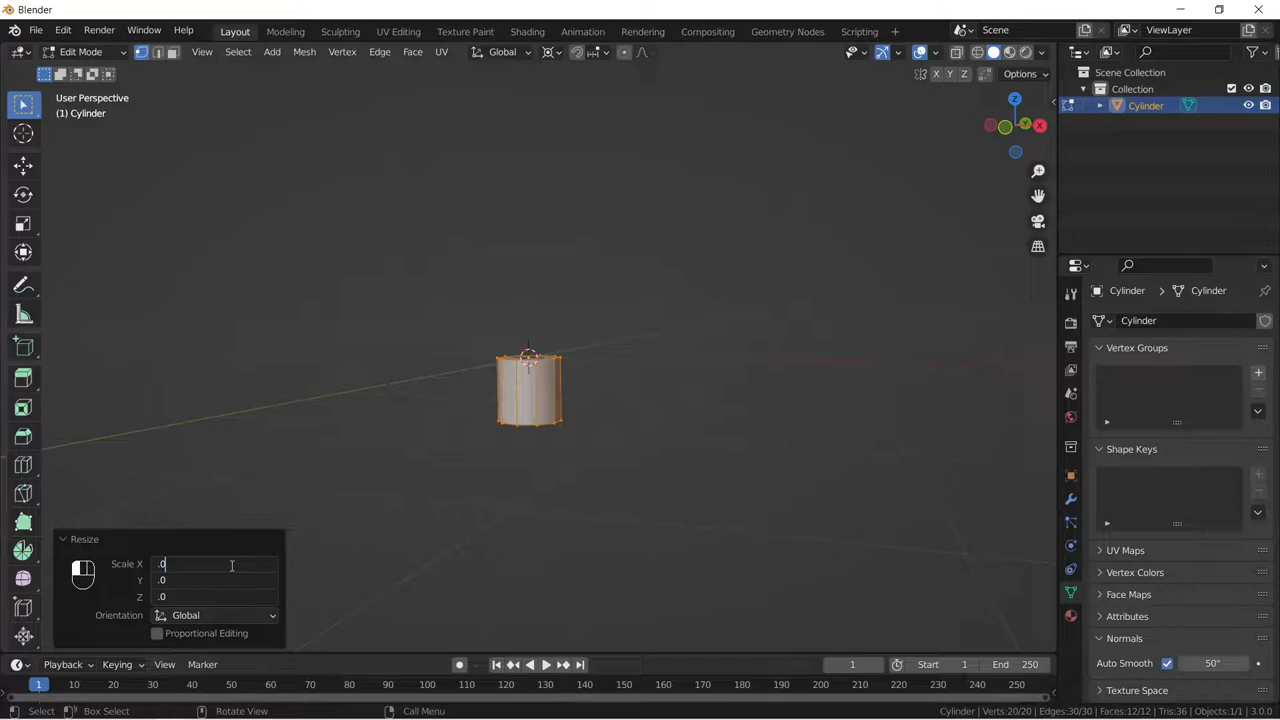 Blender
File Edit Render Window Help Layout Modeling Sculpting UV Editing Texture Paint Shading Animation Rendering Compositing Geometry Nodes Scripting + Scene ViewLayer
Edit Mode View Select Add Mesh Vertex Edge Face UV Global
X Y Z Options
Scene Collection
Collection
Cylinder
User Perspective
(1) Cylinder
Z
Y
X
Cylinder > Cylinder
Cylinder
Vertex Groups
Shape Keys
UV Maps
Vertex Colors
Face Maps
Attributes
Normals
Auto Smooth 50°
Texture Space
Resize
Scale X .0
Y .0
Z .0
Orientation Global
Proportional Editing
Playback Keying View Marker 1 Start 1 End 250
1 10 20 30 40 50 60 70 80 90 100 110 120 130 140 150 160 170 180 190 200 210 220 230 240 250
Select Box Select Rotate View Call Menu Cylinder | Verts:20/20 | Edges:30/30 | Faces:12/12 | Tris:36 | Objects:1/1 | 3.0.0